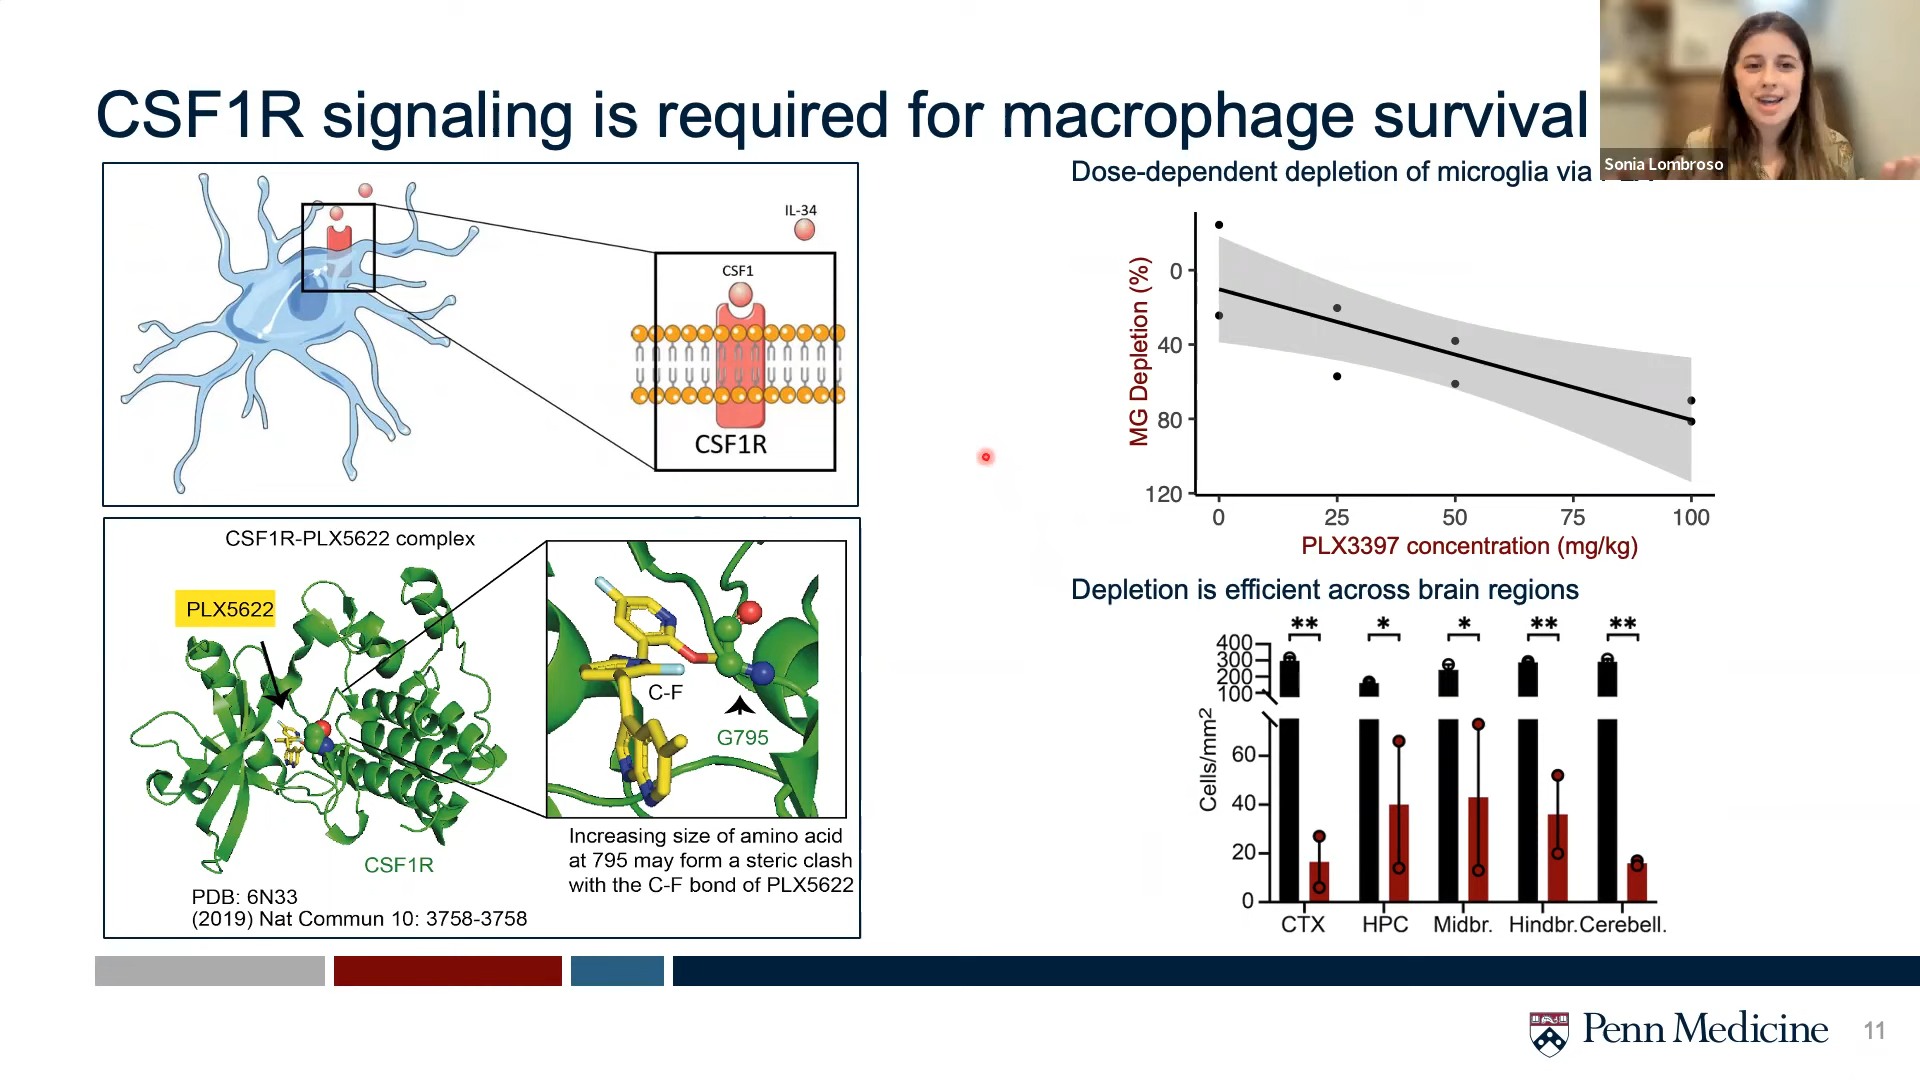 CSF1R signaling is required for macrophage survival
Sonia Lombroso
IL-34
CSF1
CSF1R
CSF1R-PLX5622 complex
PLX5622
C-F
G795
CSF1R
Increasing size of amino acid
at 795 may form a steric clash
with the C-F bond of PLX5622
PDB: 6N33
(2019) Nat Commun 10: 3758-3758
Dose-dependent depletion of microglia via
MG Depletion (%)
0
40
80
120
0 25 50 75 100
PLX3397 concentration (mg/kg)
Depletion is efficient across brain regions
** * * ** **
Cells/mm²
400
300
200
100
60
40
20
0
CTX HPC Midbr. Hindbr. Cerebell.
Penn Medicine
11